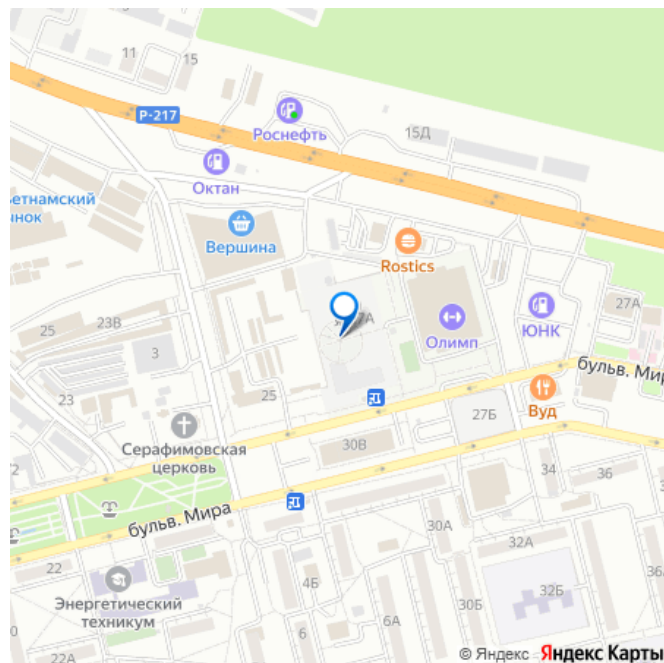 11
15
Р-217
Роснефть
15Д
Октан
етнамский
нок
Вершина
Rostics
27А
Олимп
ЮНК
25
23В
3
23
25
бульв. Мира
Вуд
27Б
Серафимовская
церковь
30В
34
36
бульв. Мира
30А
32А
22
4Б
Энергетический
техникум
6
6А
30Б
32Б
36
© Яндекс Яндекс Карты